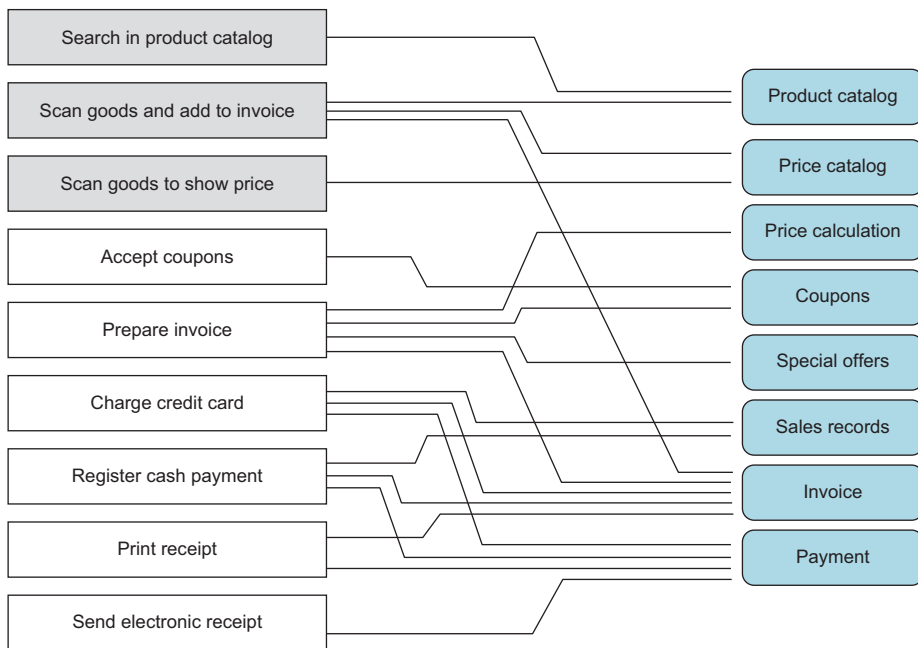 Search in product catalog
Scan goods and add to invoice
Scan goods to show price
Accept coupons
Prepare invoice
Charge credit card
Register cash payment
Print receipt
Send electronic receipt
Product catalog
Price catalog
Price calculation
Coupons
Special offers
Sales records
Invoice
Payment